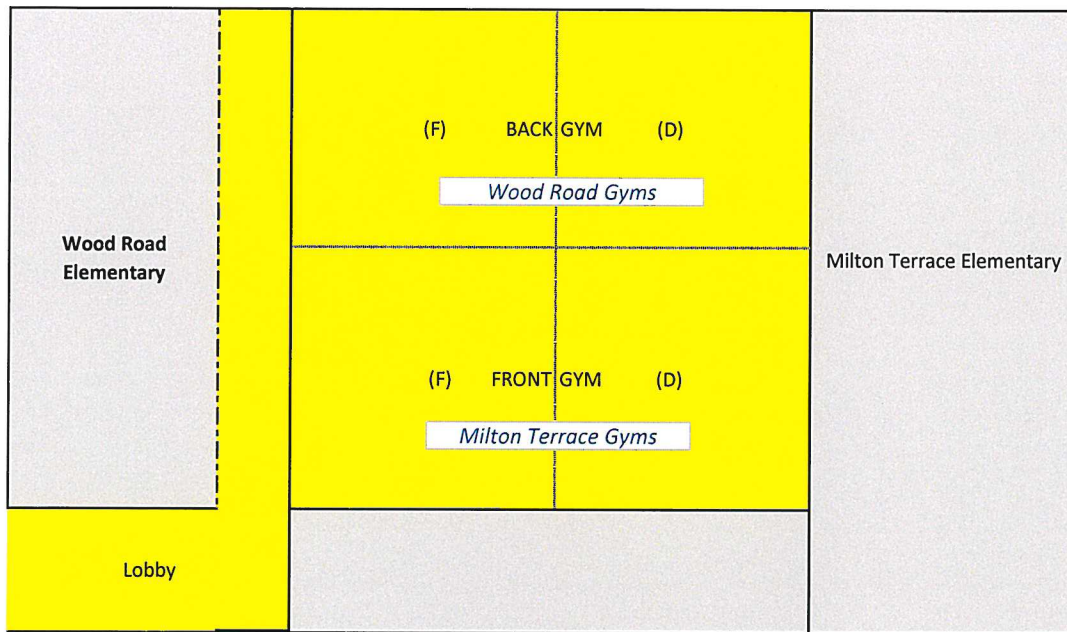 (F) BACK GYM (D)
Wood Road Gyms
Wood Road
Elementary
Milton Terrace Elementary
(F) FRONT GYM (D)
Milton Terrace Gyms
Lobby